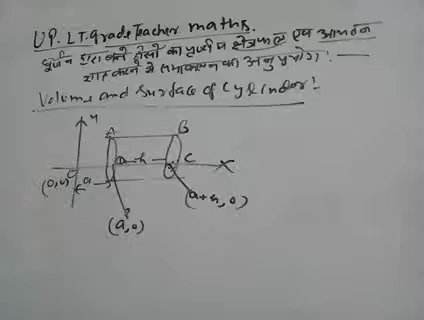 UP. L.T. Grade Teacher maths.
घूर्णन द्वारा बने ठोसों का पृष्ठीय क्षेत्रफल एवं आयतन
ज्ञात करने में समाकलन का अनुप्रयोग! —
Volume and Surface of Cylinder!
y
A B
D h C X
(0,0) a
(a,0) (a+h,0)